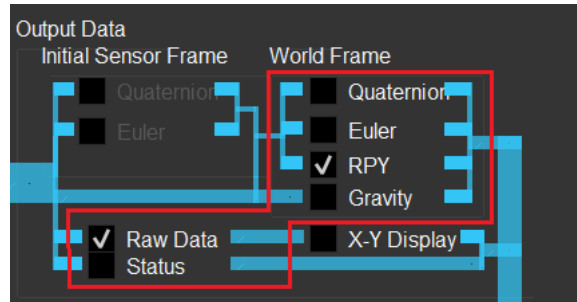 Output Data
Initial Sensor Frame World Frame
Quaternion Quaternion
Euler Euler
RPY
Gravity
Raw Data X-Y Display
Status